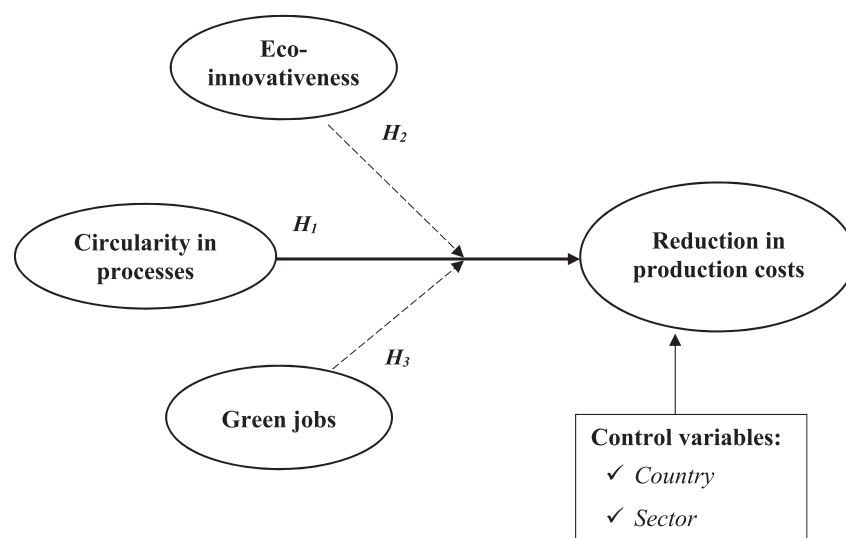 Eco-
innovativeness
H2
H1
Circularity in
processes
Reduction in
production costs
H3
Green jobs
Control variables:
✓ Country
✓ Sector